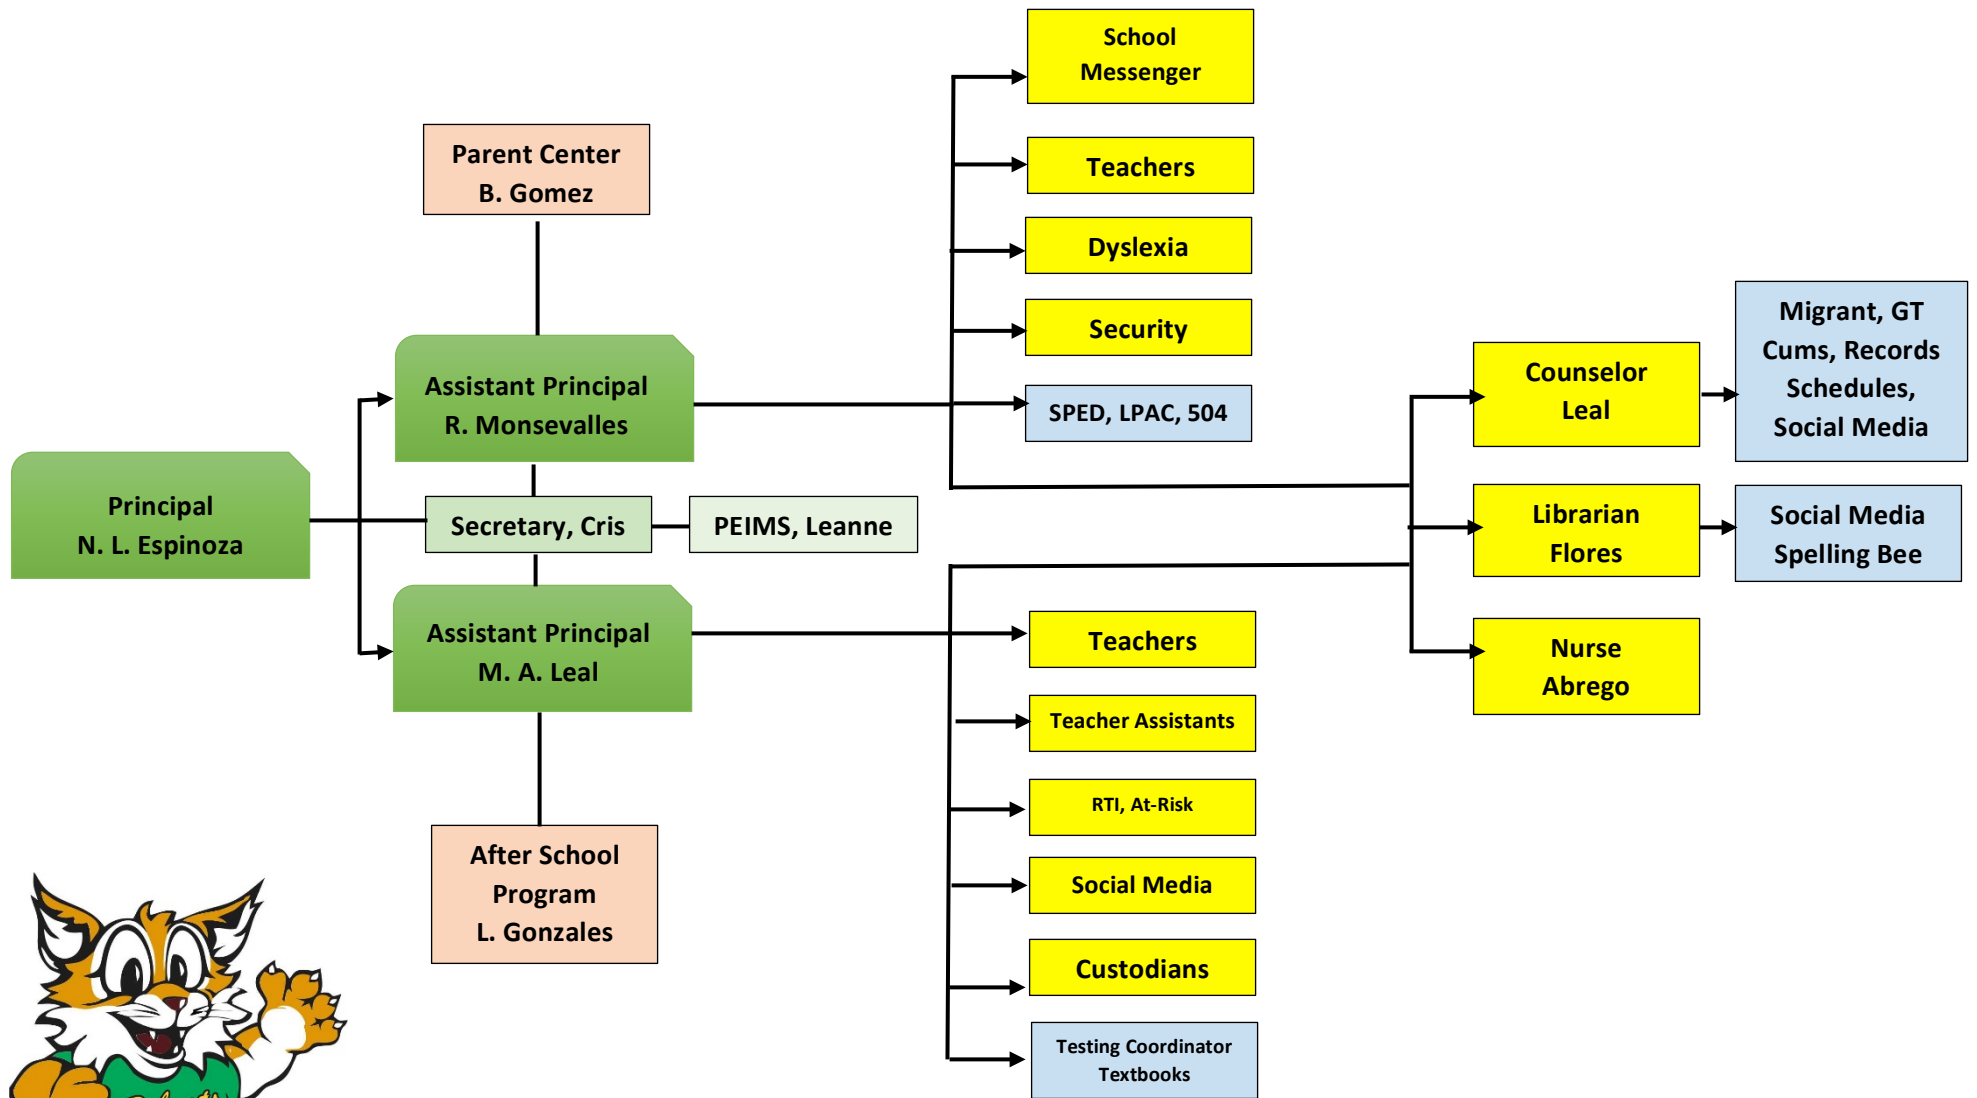 School
Messenger
Parent Center
B. Gomez
Teachers
Dyslexia
Security
SPED, LPAC, 504
Assistant Principal
R. Monsevalles
Principal
N. L. Espinoza
Secretary, Cris
PEIMS, Leanne
Assistant Principal
M. A. Leal
After School
Program
L. Gonzales
Teachers
Teacher Assistants
RTI, At-Risk
Social Media
Custodians
Testing Coordinator
Textbooks
Counselor
Leal
Migrant, GT
Cums, Records
Schedules,
Social Media
Librarian
Flores
Social Media
Spelling Bee
Nurse
Abrego